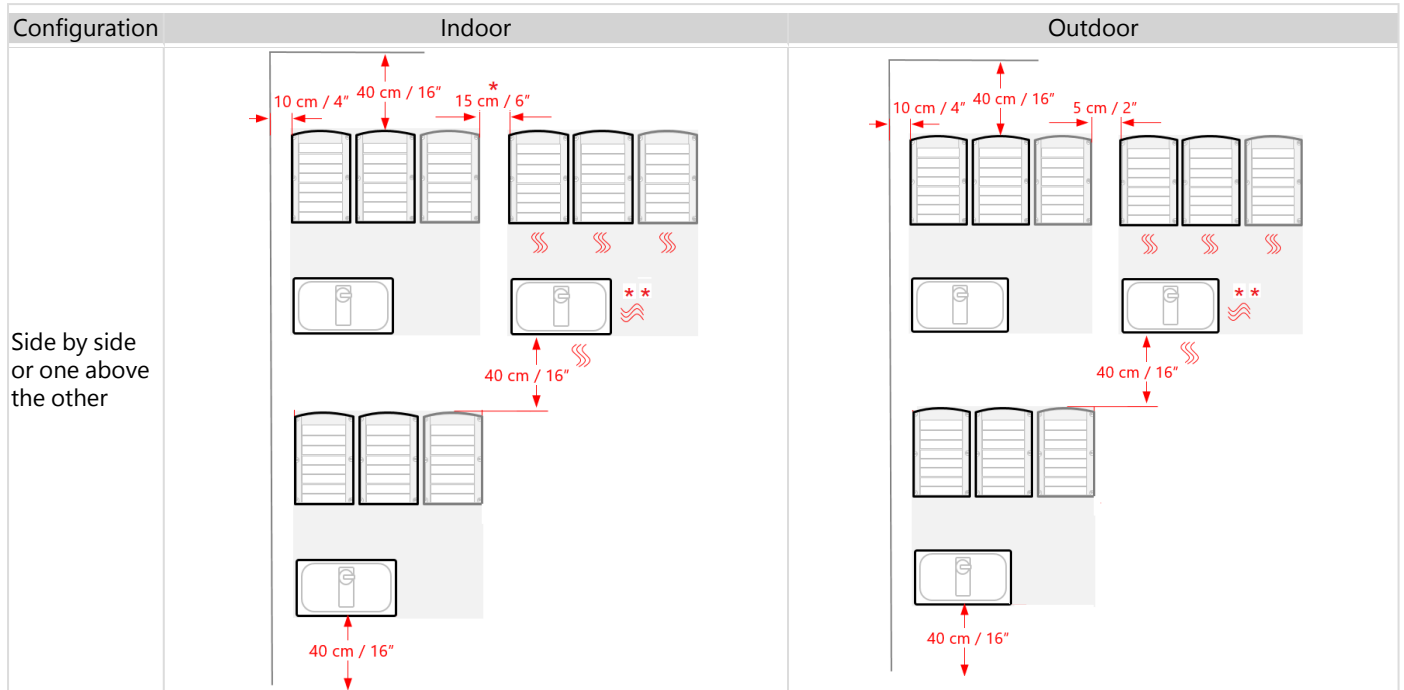 Configuration
Indoor
Outdoor
Side by side
or one above
the other
10 cm / 4"
40 cm / 16"
*
15 cm / 6"
* *
40 cm / 16"
40 cm / 16"
10 cm / 4"
40 cm / 16"
5 cm / 2"
* *
40 cm / 16"
40 cm / 16"